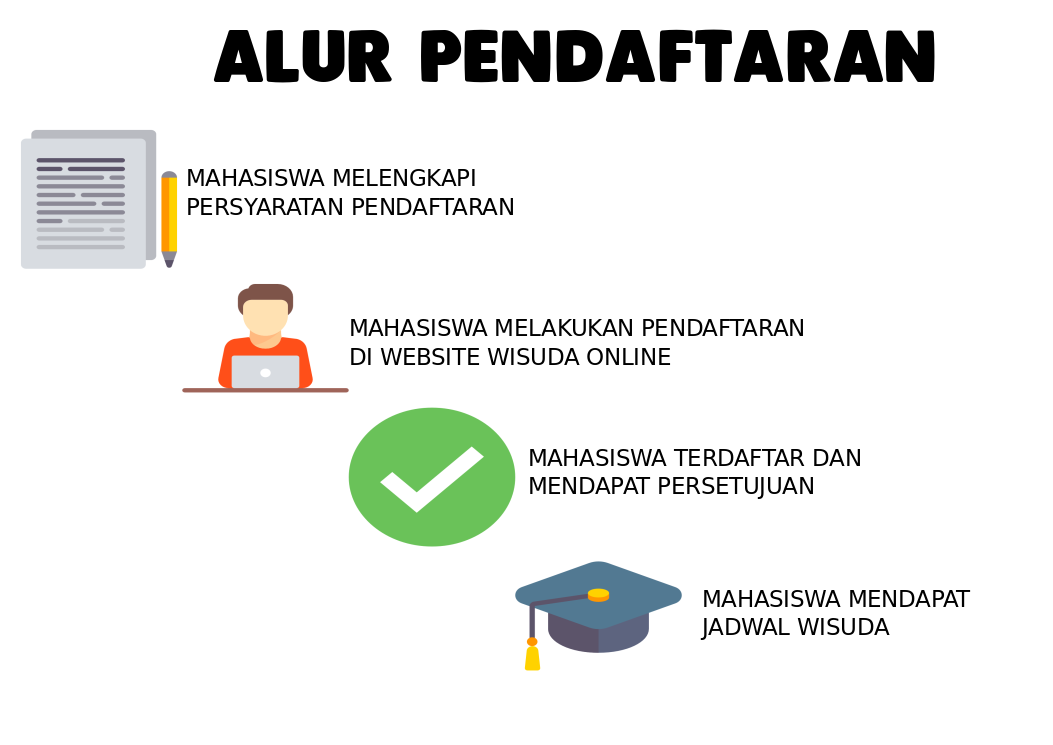 ALUR PENDAFTARAN
MAHASISWA MELENGKAPI
PERSYARATAN PENDAFTARAN
MAHASISWA MELAKUKAN PENDAFTARAN
DI WEBSITE WISUDA ONLINE
MAHASISWA TERDAFTAR DAN
MENDAPAT PERSETUJUAN
MAHASISWA MENDAPAT
JADWAL WISUDA